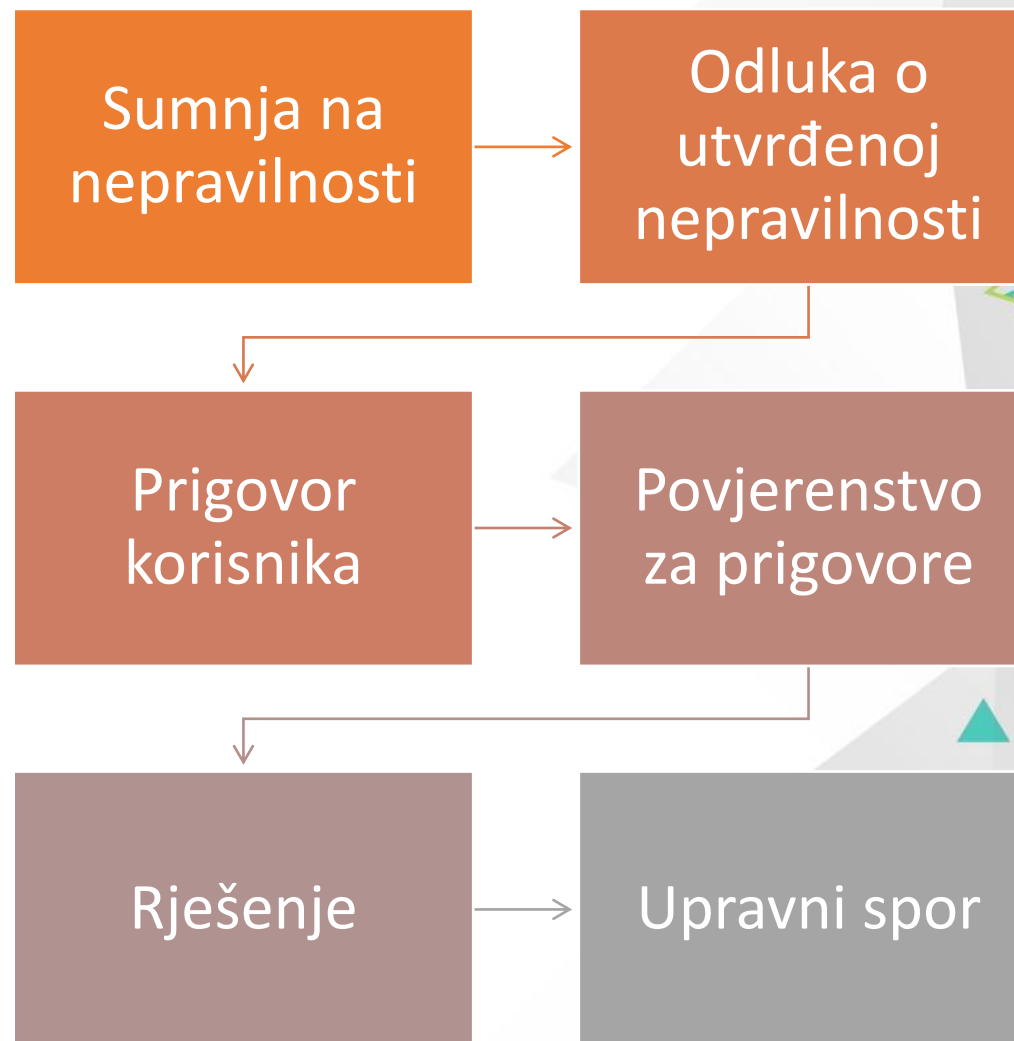 Sumnja na
nepravilnosti
Odluka o
utvrđenoj
nepravilnosti
Prigovor
korisnika
Povjerenstvo
za prigovore
Rješenje
Upravni spor